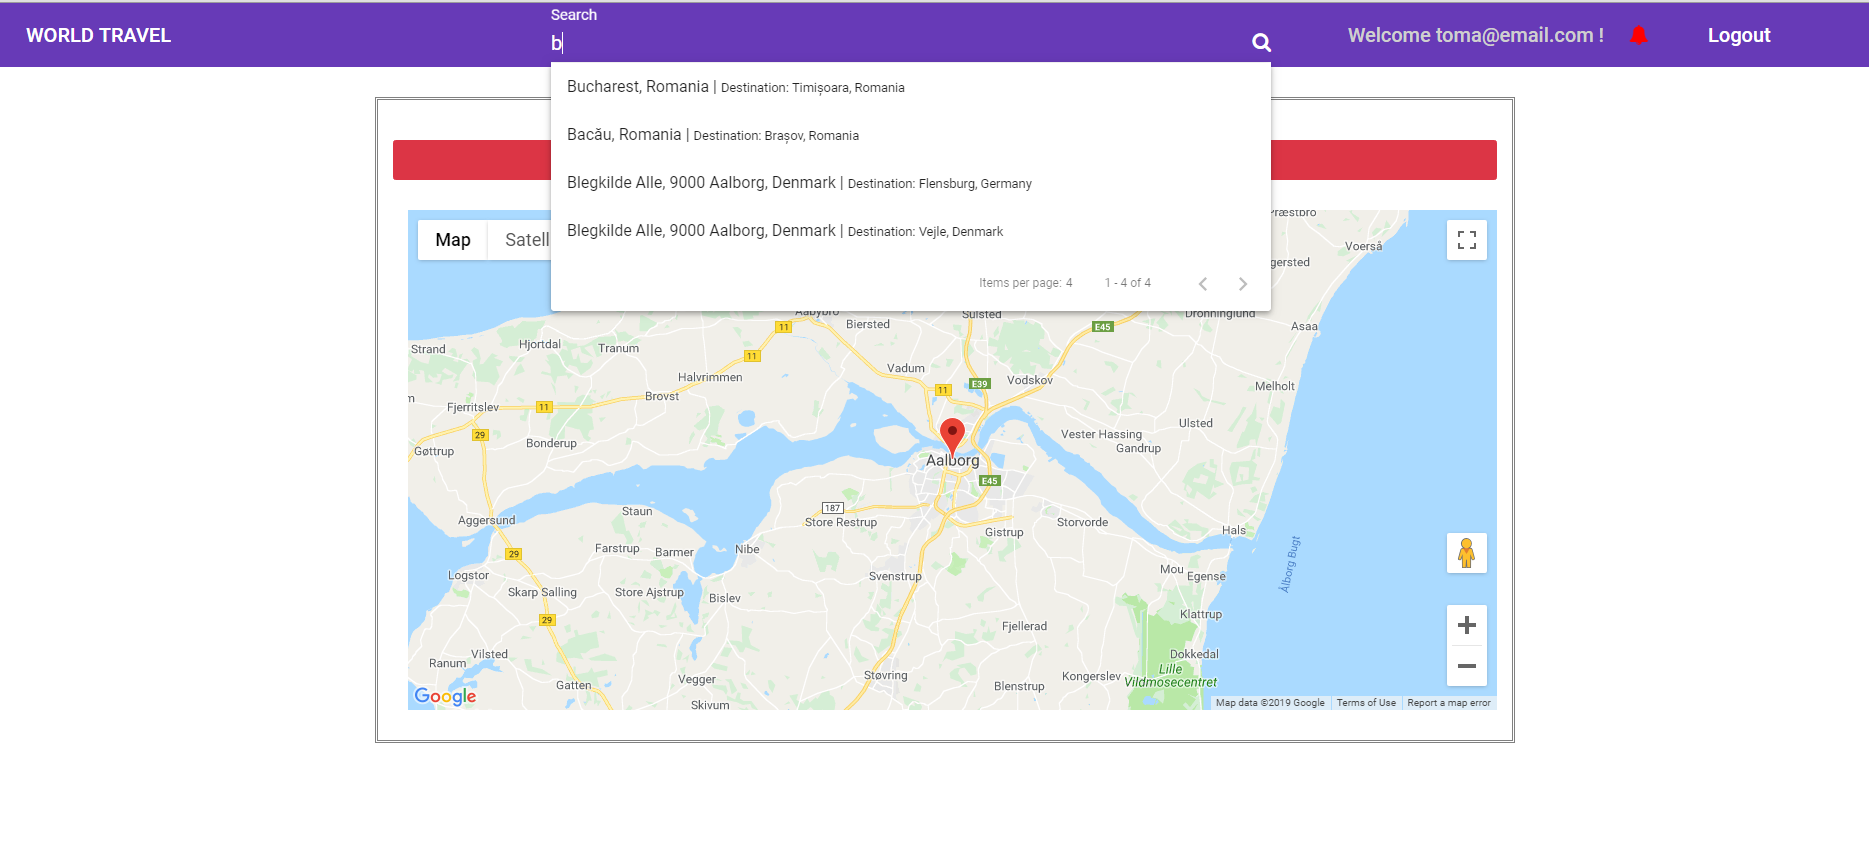 WORLD TRAVEL
Search
b
Welcome toma@email.com !
Logout
Bucharest, Romania | Destination: Timișoara, Romania
Bacău, Romania | Destination: Brașov, Romania
Blegkilde Alle, 9000 Aalborg, Denmark | Destination: Flensburg, Germany
Blegkilde Alle, 9000 Aalborg, Denmark | Destination: Vejle, Denmark
Items per page: 4
1 - 4 of 4
Map
Satell
Præstbro
Voerså
gersted
Aabybro
Biersted
Sulsted
Dronninglund
Asaa
11
E45
Strand
Hjortdal
Tranum
11
Halvrimmen
Vadum
E39
Vodskov
Melholt
11
Brovst
Fjerritslev
11
Ulsted
29
Bonderup
Gøttrup
Vester Hassing
Gandrup
Aalborg
E45
187
Staun
Store Restrup
Aggersund
Storvorde
Gistrup
Hals
29
Farstrup
Barmer
Nibe
Ålborg Bugt
Logstor
Svenstrup
Mou
Egense
Skarp Salling
Store Ajstrup
Bislev
29
Klattrup
Fjellerad
Ranum
Vilsted
Dokkedal
Lille
Vildmosecentret
Gatten
Vegger
Støvring
Blenstrup
Kongerslev
Skivum
Google
Map data ©2019 Google
Terms of Use
Report a map error